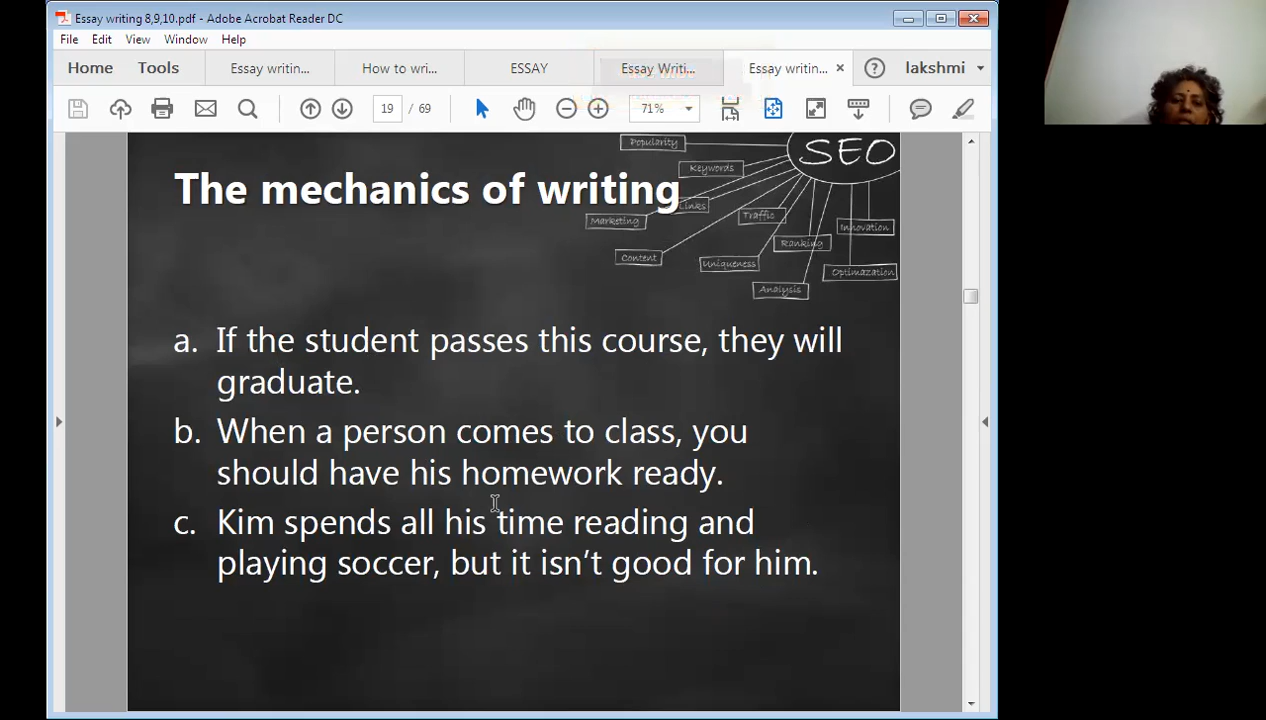 Essay writing 8,9,10.pdf - Adobe Acrobat Reader DC
File Edit View Window Help
Home Tools Essay writin... How to wri... ESSAY Essay Writi... Essay writin... × ? lakshmi
19 / 69 71%
SEO
Popularity
Keywords
Links
Marketing
Traffic
Innovation
Ranking
Content
Uniqueness
Optimazation
Analysis
The mechanics of writing
a. If the student passes this course, they will
graduate.
b. When a person comes to class, you
should have his homework ready.
c. Kim spends all his time reading and
playing soccer, but it isn't good for him.